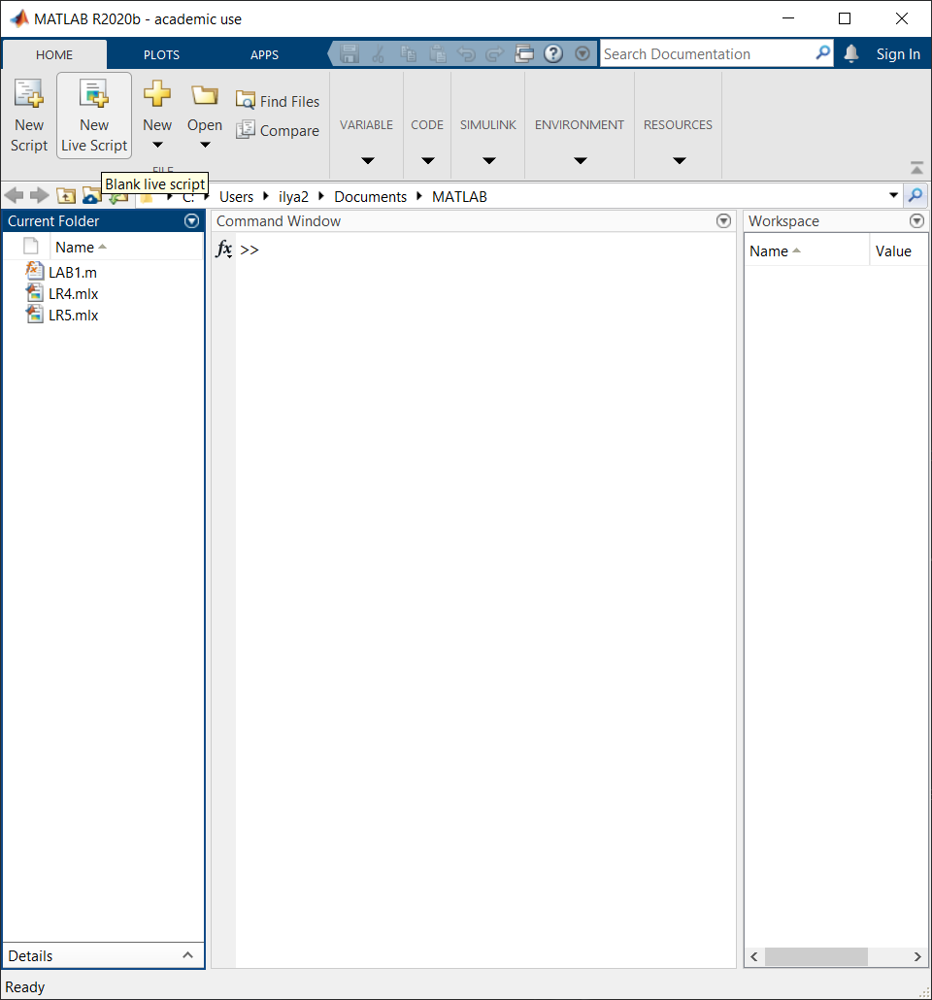 MATLAB R2020b - academic use
HOME PLOTS APPS Search Documentation Sign In
New Script
New Live Script
New
Open
Find Files
Compare
VARIABLE CODE SIMULINK ENVIRONMENT RESOURCES
FILE
Blank live script
C: Users ilya2 Documents MATLAB
Current Folder
Name
LAB1.m
LR4.mlx
LR5.mlx
Details
Command Window
fx >>
Workspace
Name Value
Ready